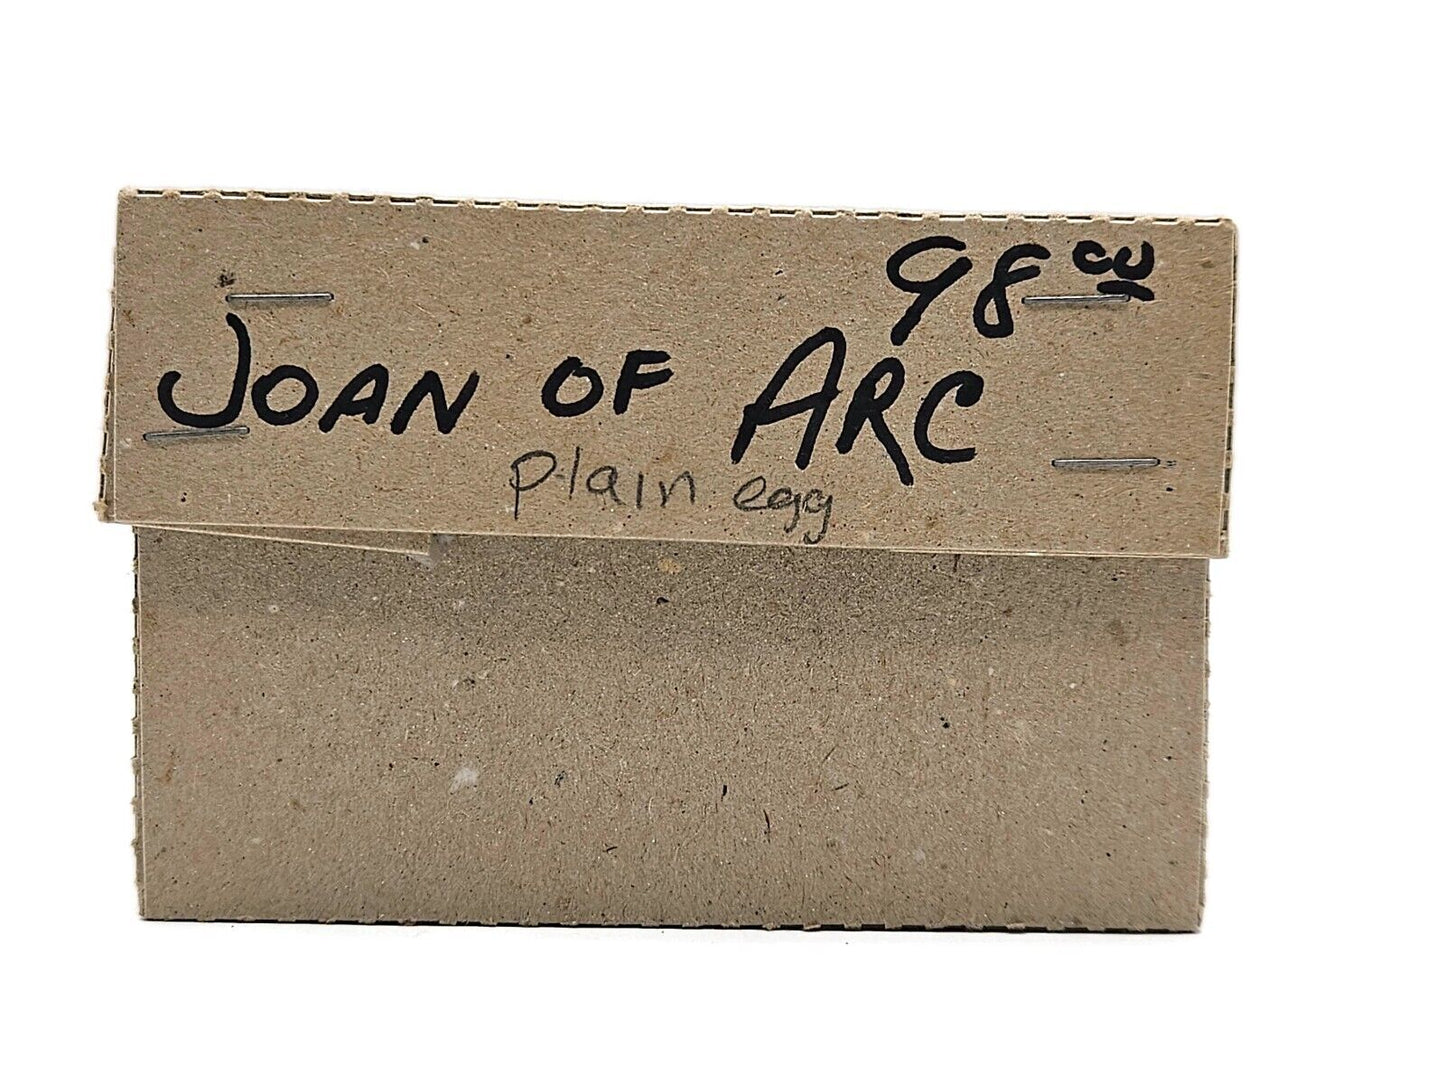 98 00
JOAN OF ARC
plain egg